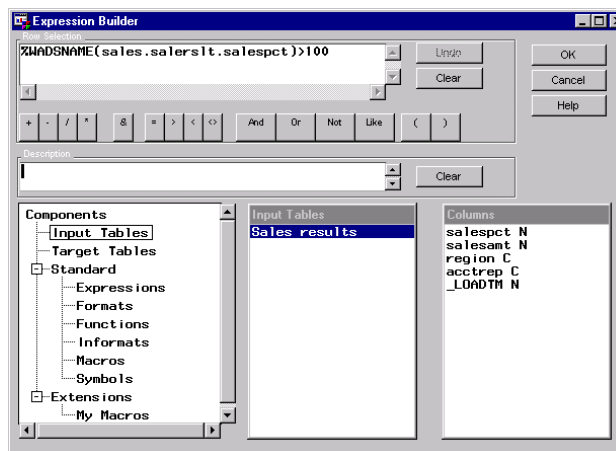 Expression Builder
Row Selection
%WADSNAME(sales.salerslt.salespct)>100
Undo
Clear
OK
Cancel
Help
+ - / * & = > < <> And Or Not Like ( )
Description
Clear
Components
Input Tables
Target Tables
Standard
Expressions
Formats
Functions
Informats
Macros
Symbols
Extensions
My Macros
Input Tables
Sales results
Columns
salespct N
salesamt N
region C
acctrep C
_LOADTM N